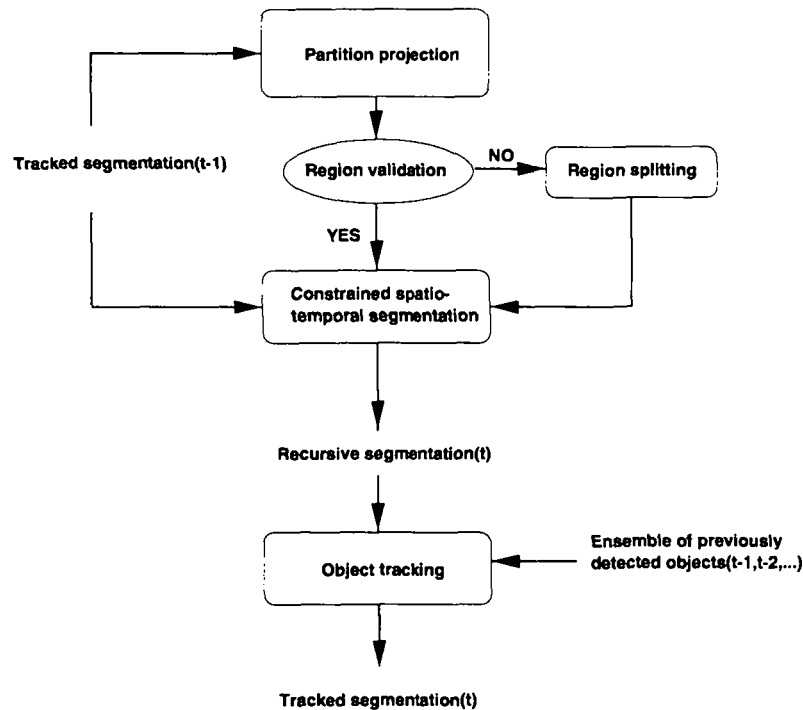 Partition projection
Tracked segmentation(t-1)
Region validation
NO
Region splitting
YES
Constrained spatio-
temporal segmentation
Recursive segmentation(t)
Object tracking
Ensemble of previously
detected objects(t-1,t-2,...)
Tracked segmentation(t)